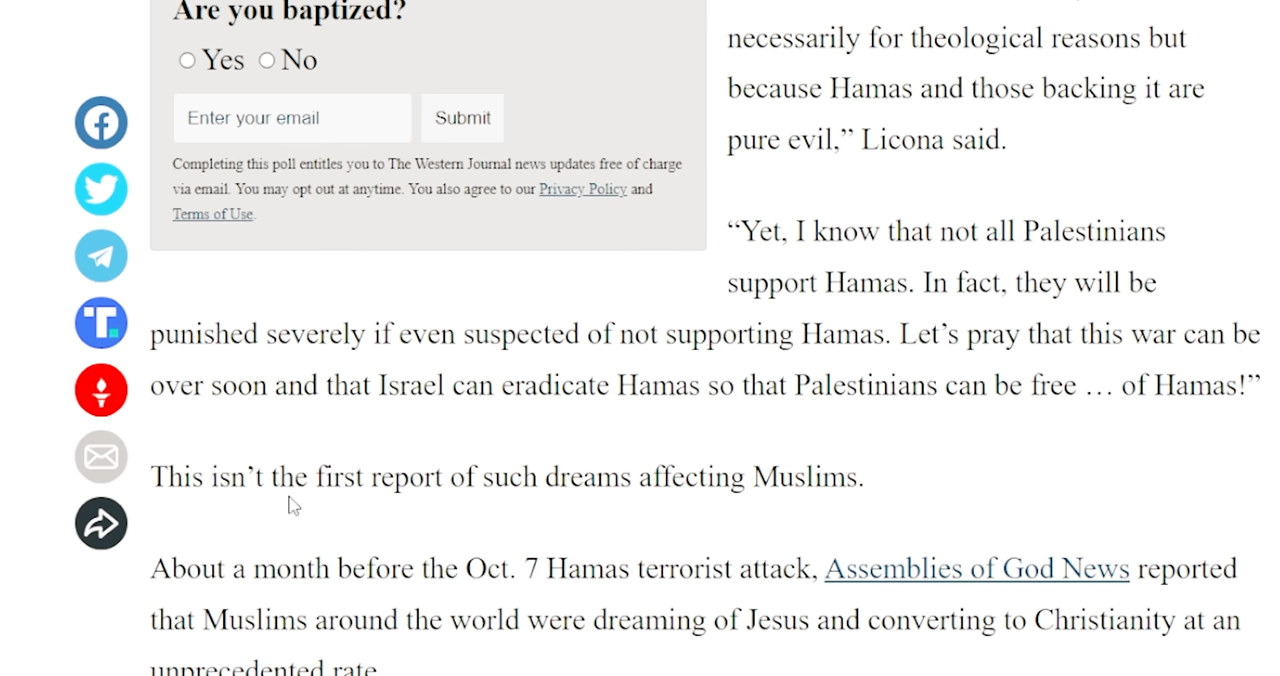 Are you baptized?
Yes No
Enter your email Submit
Completing this poll entitles you to The Western Journal news updates free of charge
via email. You may opt out at anytime. You also agree to our Privacy Policy and
Terms of Use.
necessarily for theological reasons but
because Hamas and those backing it are
pure evil,” Licona said.
“Yet, I know that not all Palestinians
support Hamas. In fact, they will be
punished severely if even suspected of not supporting Hamas. Let’s pray that this war can be
over soon and that Israel can eradicate Hamas so that Palestinians can be free … of Hamas!”
This isn’t the first report of such dreams affecting Muslims.
About a month before the Oct. 7 Hamas terrorist attack, Assemblies of God News reported
that Muslims around the world were dreaming of Jesus and converting to Christianity at an
unprecedented rate